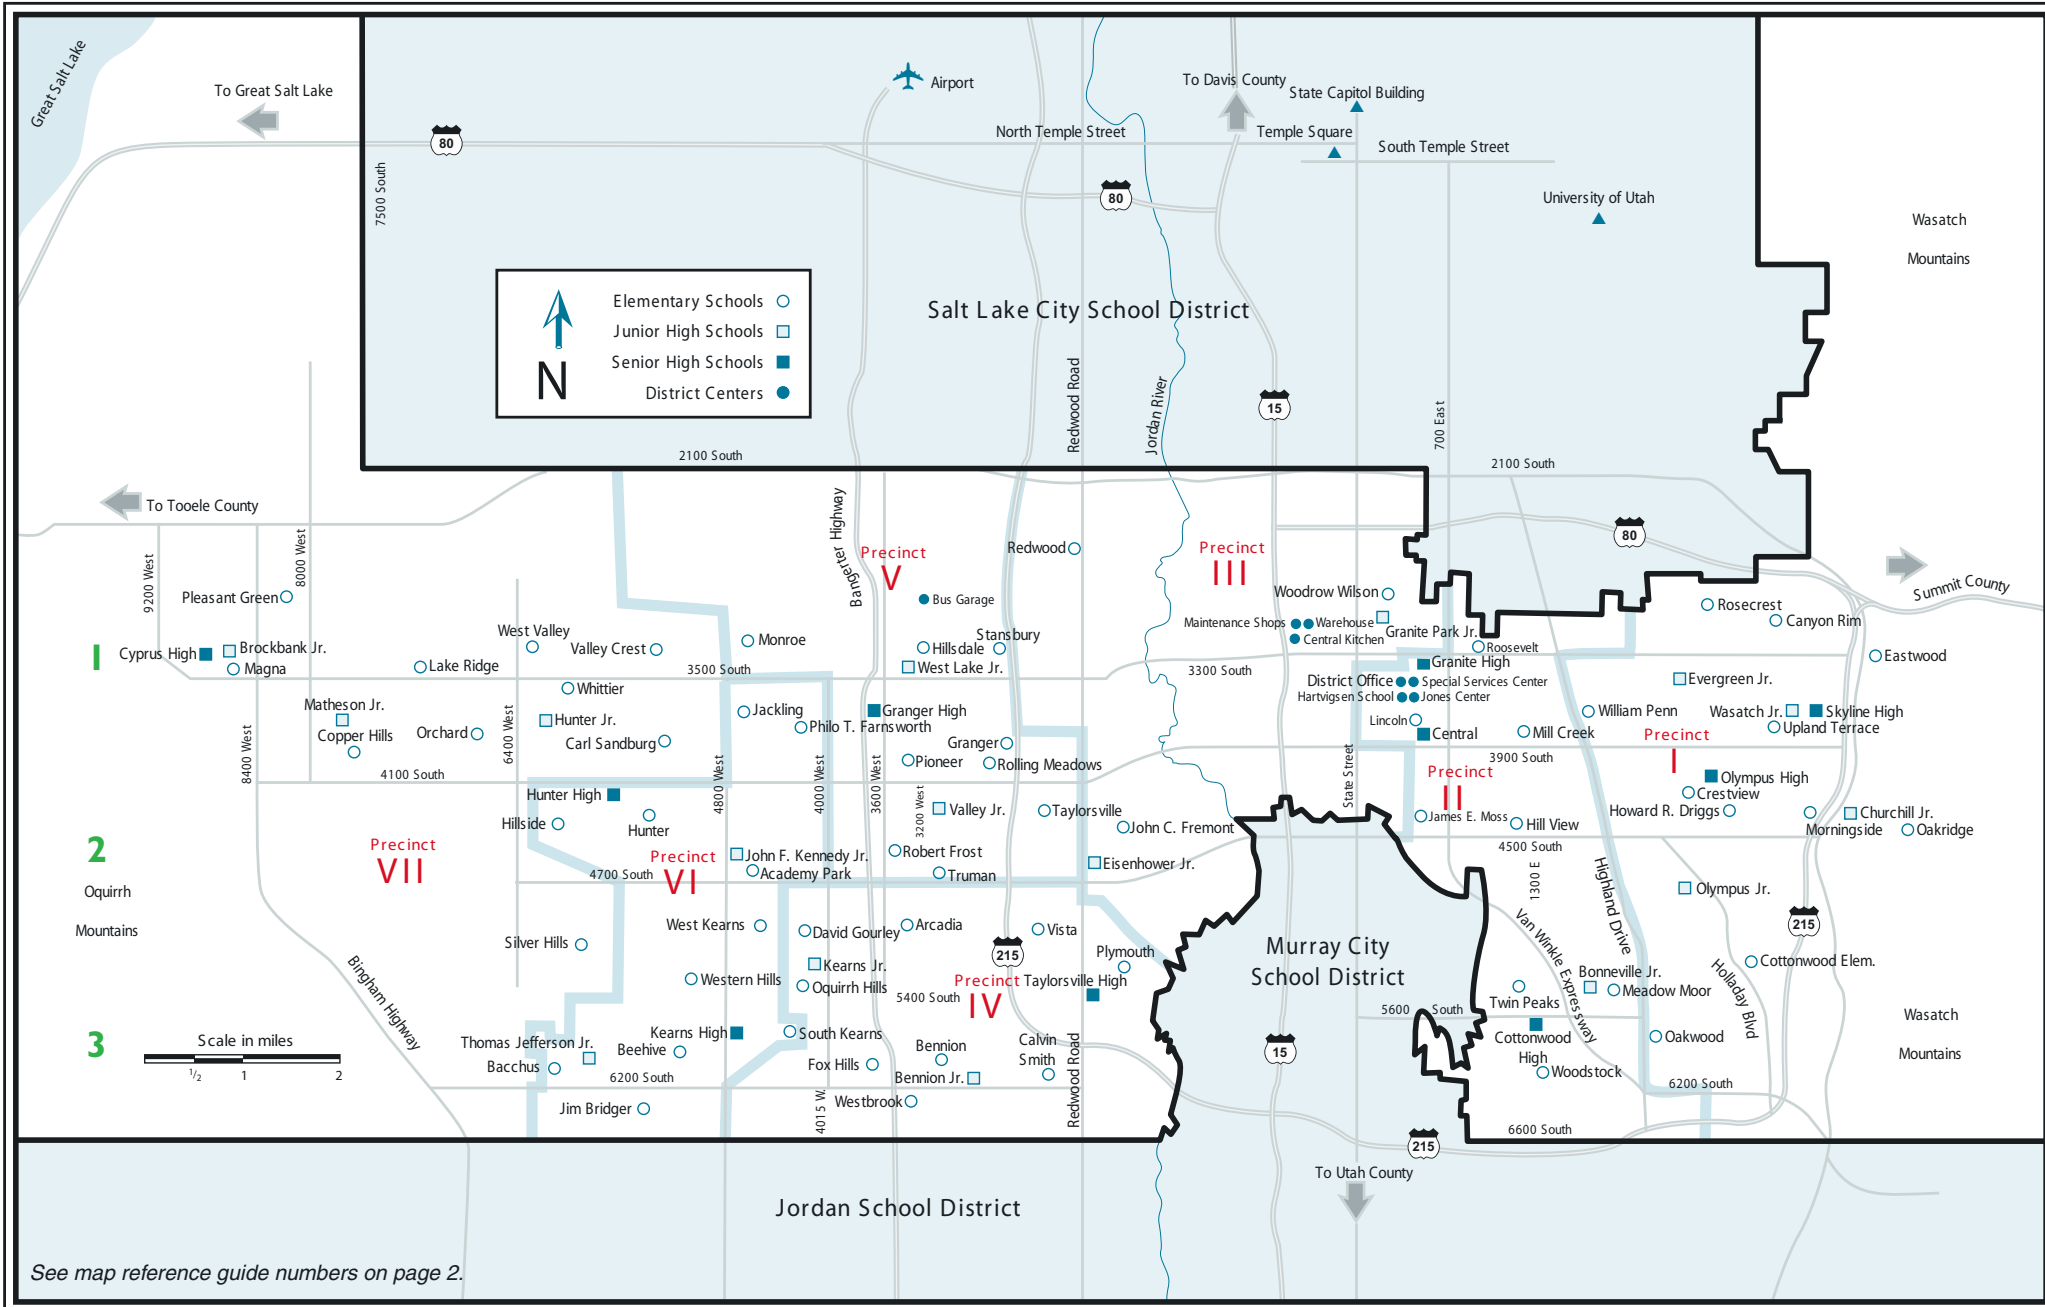 Great Salt Lake
To Great Salt Lake
Airport
To Davis County
State Capitol Building
North Temple Street
Temple Square
South Temple Street
80
80
7500 South
University of Utah
Wasatch
Mountains
N
Elementary Schools
Junior High Schools
Senior High Schools
District Centers
Salt Lake City School District
Redwood Road
Jordan River
15
700 East
2100 South
2100 South
To Tooele County
Bangerter Highway
9200 West
8000 West
Precinct
V
Redwood
Precinct
III
80
Summit County
Pleasant Green
Bus Garage
Woodrow Wilson
Rosecrest
Canyon Rim
Maintenance Shops
Warehouse
Central Kitchen
Granite Park Jr.
Roosevelt
1
Cyprus High
Brockbank Jr.
Magna
Lake Ridge
West Valley
Valley Crest
Monroe
Hillsdale
Stansbury
West Lake Jr.
3500 South
3300 South
Granite High
Eastwood
District Office
Special Services Center
Hartvigsen School
Jones Center
Evergreen Jr.
Whittier
Matheson Jr.
Copper Hills
Orchard
6400 West
Hunter Jr.
Carl Sandburg
Jackling
Philo T. Farnsworth
Granger High
Granger
Pioneer
Rolling Meadows
Lincoln
Central
Mill Creek
William Penn
Wasatch Jr.
Skyline High
Upland Terrace
8400 West
4100 South
4800 West
4000 West
3600 West
3200 West
State Street
3900 South
Precinct
I
Precinct
II
Olympus High
Crestview
Hunter High
Hillside
Hunter
Valley Jr.
Taylorsville
John C. Fremont
James E. Moss
Hill View
Howard R. Driggs
Morningside
Churchill Jr.
Oakridge
2
Oquirrh
Mountains
Precinct
VII
Precinct
VI
4700 South
John F. Kennedy Jr.
Academy Park
Robert Frost
Truman
Eisenhower Jr.
4500 South
1300 E
Highland Drive
Olympus Jr.
West Kearns
David Gourley
Arcadia
Vista
Silver Hills
Kearns Jr.
Western Hills
Oquirrh Hills
215
Plymouth
Precinct
IV
Taylorsville High
5400 South
Murray City
School District
Van Winkle Expressway
215
Cottonwood Elem.
Bonneville Jr.
Meadow Moor
Twin Peaks
Holladay Blvd
5600 South
Cottonwood
High
Oakwood
Woodstock
Wasatch
Mountains
Bingham Highway
3
Scale in miles
1/2
1
2
Thomas Jefferson Jr.
Bacchus
Kearns High
Beehive
South Kearns
Fox Hills
Bennion
Bennion Jr.
Calvin
Smith
Redwood Road
15
6200 South
6200 South
Jim Bridger
4015 W.
Westbrook
6600 South
215
To Utah County
Jordan School District
See map reference guide numbers on page 2.